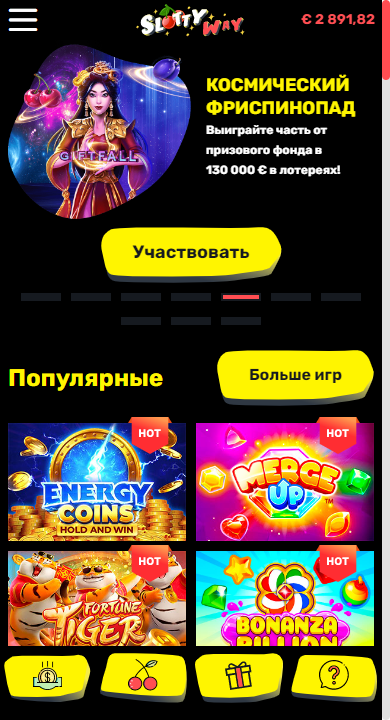 SLOTTY WAY
€ 2 891,82
GIFTFALL
КОСМИЧЕСКИЙ
ФРИСПИНОПАД
Выиграйте часть от
призового фонда в
130 000 € в лотереях!
Участвовать
Популярные
Больше игр
HOT
ENERGY
COINS
HOLD AND WIN
HOT
MERGE
UP™
HOT
FORTUNE
TIGER
HOT
BONANZA
BILLION